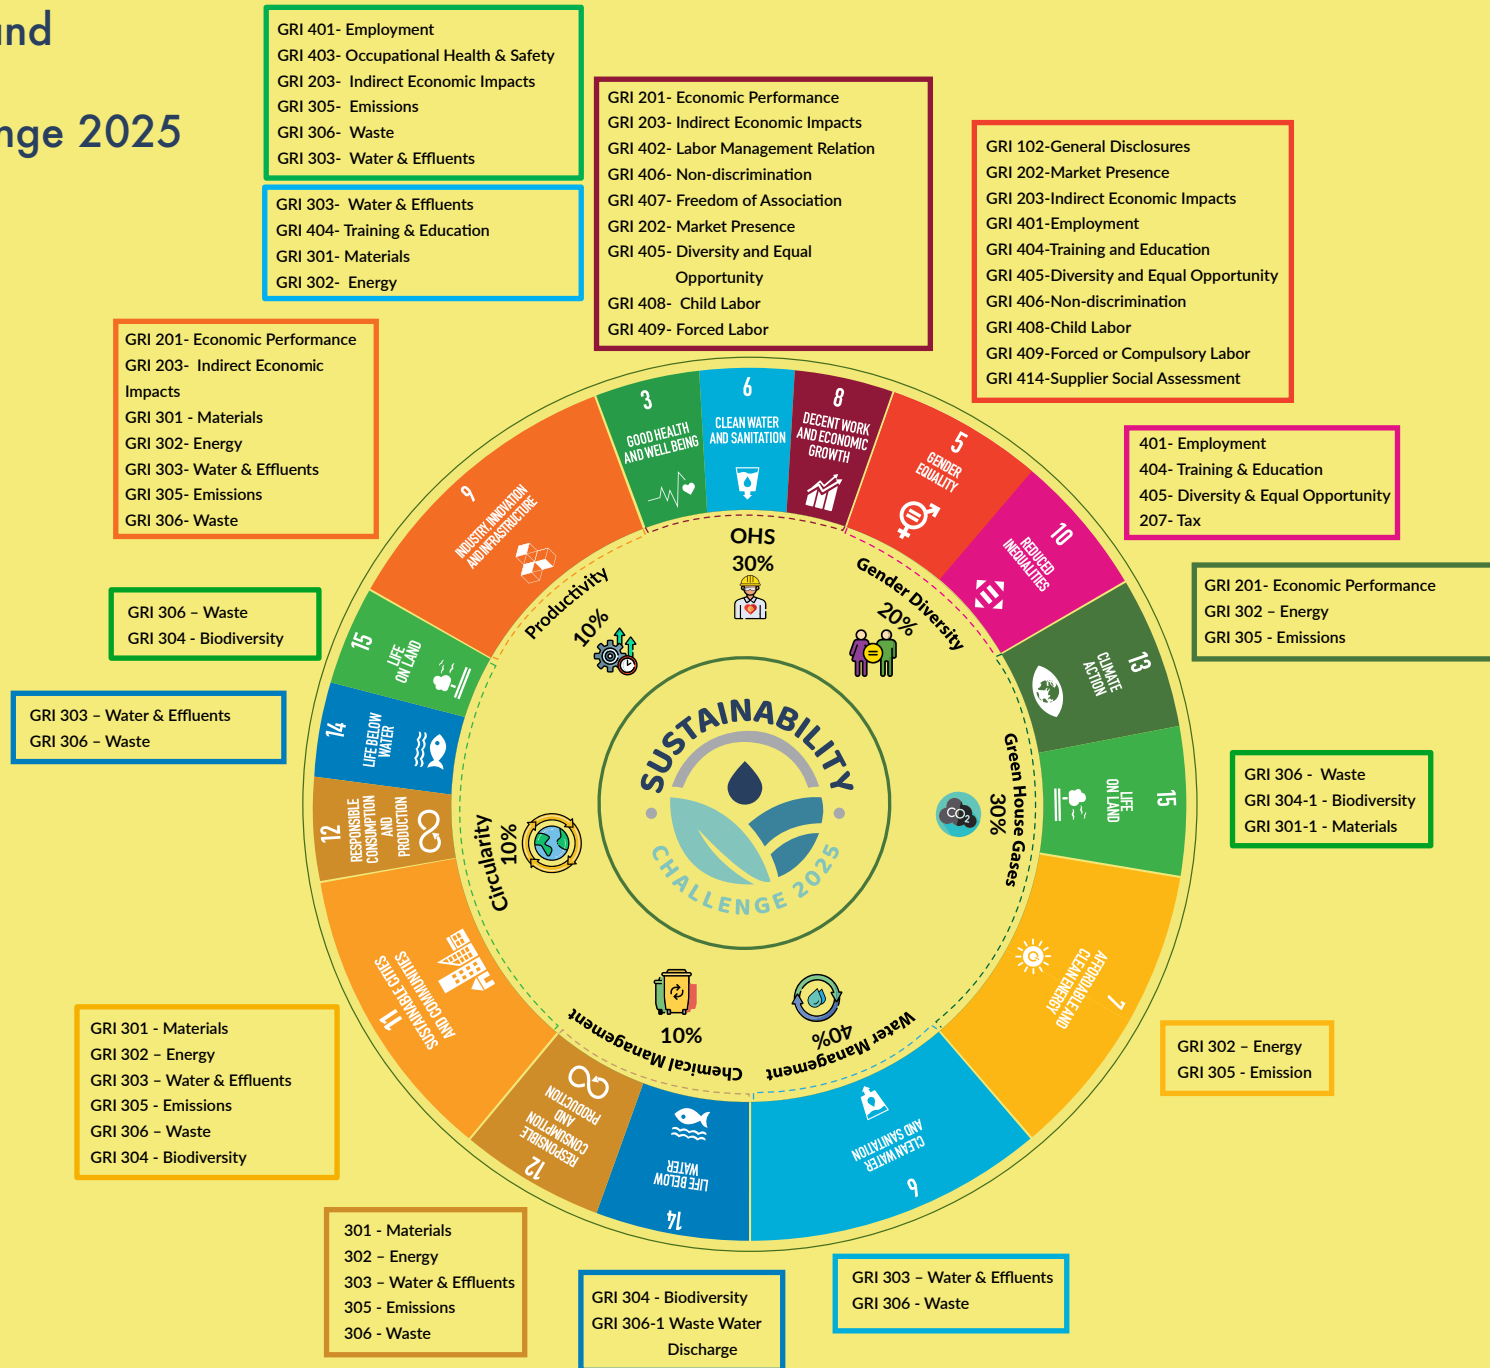 and
nge 2025
GRI 401- Employment
GRI 403- Occupational Health & Safety
GRI 203- Indirect Economic Impacts
GRI 305- Emissions
GRI 306- Waste
GRI 303- Water & Effluents
GRI 303- Water & Effluents
GRI 404- Training & Education
GRI 301- Materials
GRI 302- Energy
GRI 201- Economic Performance
GRI 203- Indirect Economic Impacts
GRI 402- Labor Management Relation
GRI 406- Non-discrimination
GRI 407- Freedom of Association
GRI 202- Market Presence
GRI 405- Diversity and Equal
Opportunity
GRI 408- Child Labor
GRI 409- Forced Labor
GRI 102-General Disclosures
GRI 202-Market Presence
GRI 203-Indirect Economic Impacts
GRI 401-Employment
GRI 404-Training and Education
GRI 405-Diversity and Equal Opportunity
GRI 406-Non-discrimination
GRI 408-Child Labor
GRI 409-Forced or Compulsory Labor
GRI 414-Supplier Social Assessment
GRI 201- Economic Performance
GRI 203- Indirect Economic
Impacts
GRI 301 - Materials
GRI 302- Energy
GRI 303- Water & Effluents
GRI 305- Emissions
GRI 306- Waste
401- Employment
404- Training & Education
405- Diversity & Equal Opportunity
207- Tax
GRI 201- Economic Performance
GRI 302 – Energy
GRI 305 - Emissions
GRI 306 – Waste
GRI 304 - Biodiversity
GRI 303 – Water & Effluents
GRI 306 – Waste
GRI 306 - Waste
GRI 304-1 - Biodiversity
GRI 301-1 - Materials
3
GOOD HEALTH
AND WELL BEING
6
CLEAN WATER
AND SANITATION
8
DECENT WORK
AND ECONOMIC
GROWTH
5
GENDER
EQUALITY
10
REDUCED
INEQUALITIES
13
CLIMATE
ACTION
15
LIFE
ON LAND
7
AFFORDABLE AND
CLEAN ENERGY
6
CLEAN WATER
AND SANITATION
14
LIFE BELOW
WATER
12
RESPONSIBLE
CONSUMPTION
AND
PRODUCTION
11
SUSTAINABLE CITIES
AND COMMUNITIES
12
RESPONSIBLE
CONSUMPTION
AND
PRODUCTION
14
LIFE BELOW
WATER
15
LIFE
ON LAND
9
INDUSTRY, INNOVATION
AND INFRASTRUCTURE
OHS
30%
Gender Diversity
20%
Green House Gases
30%
CO2
Water Management
40%
Chemical Management
10%
Circularity
10%
Productivity
10%
SUSTAINABILITY
CHALLENGE 2025
GRI 301 - Materials
GRI 302 – Energy
GRI 303 – Water & Effluents
GRI 305 - Emissions
GRI 306 – Waste
GRI 304 - Biodiversity
GRI 302 – Energy
GRI 305 - Emission
301 - Materials
302 – Energy
303 – Water & Effluents
305 - Emissions
306 - Waste
GRI 304 - Biodiversity
GRI 306-1 Waste Water
Discharge
GRI 303 – Water & Effluents
GRI 306 - Waste